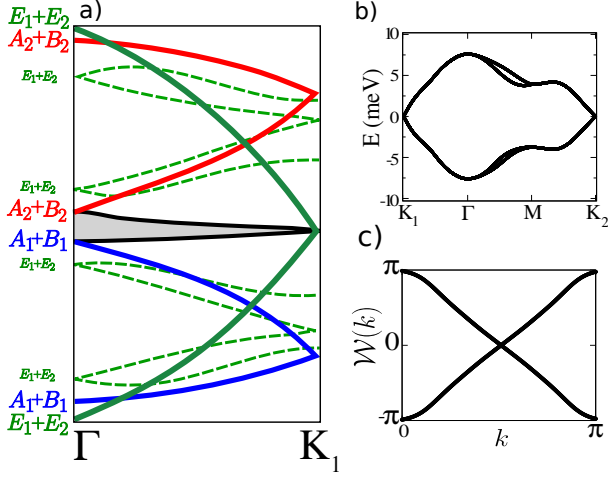 a)
E₁+E₂
A₂+B₂
E₁+E₂
E₁+E₂
A₂+B₂
A₁+B₁
E₁+E₂
E₁+E₂
A₁+B₁
E₁+E₂
Γ K₁
b)
E (meV)
10
5
0
-5
-10
K₁ Γ M K₂
c)
𝒲(k)
π
0
-π
0 k π